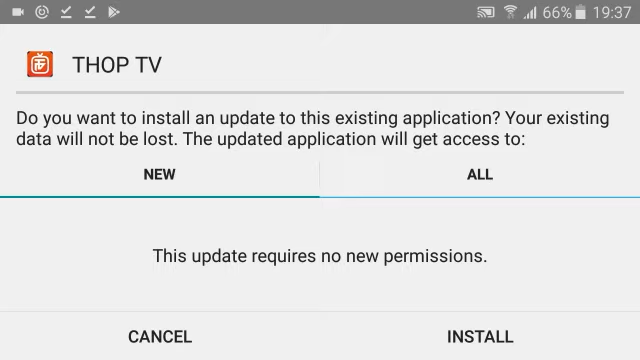 66% 19:37
THOP TV
Do you want to install an update to this existing application? Your existing
data will not be lost. The updated application will get access to:
NEW ALL
This update requires no new permissions.
CANCEL INSTALL